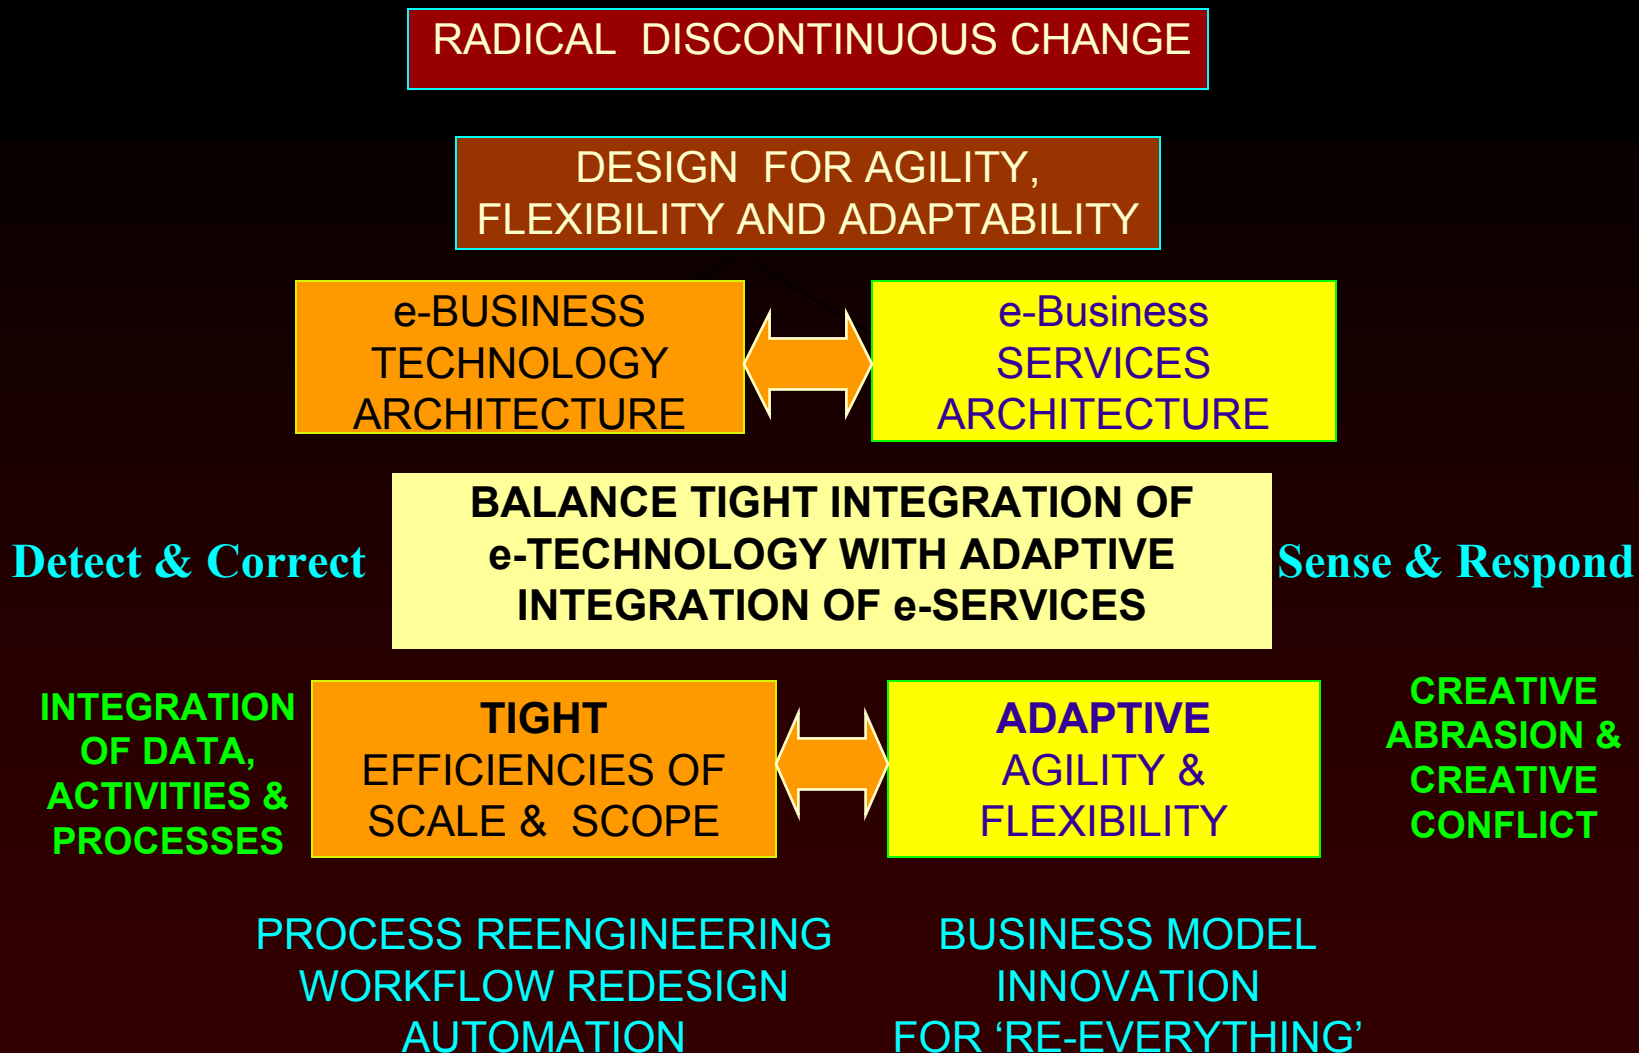 RADICAL DISCONTINUOUS CHANGE
DESIGN FOR AGILITY,
FLEXIBILITY AND ADAPTABILITY
e-BUSINESS
TECHNOLOGY
ARCHITECTURE
e-Business
SERVICES
ARCHITECTURE
Detect & Correct
BALANCE TIGHT INTEGRATION OF
e-TECHNOLOGY WITH ADAPTIVE
INTEGRATION OF e-SERVICES
Sense & Respond
INTEGRATION
OF DATA,
ACTIVITIES &
PROCESSES
TIGHT
EFFICIENCIES OF
SCALE & SCOPE
ADAPTIVE
AGILITY &
FLEXIBILITY
CREATIVE
ABRASION &
CREATIVE
CONFLICT
PROCESS REENGINEERING
WORKFLOW REDESIGN
AUTOMATION
BUSINESS MODEL
INNOVATION
FOR ‘RE-EVERYTHING’